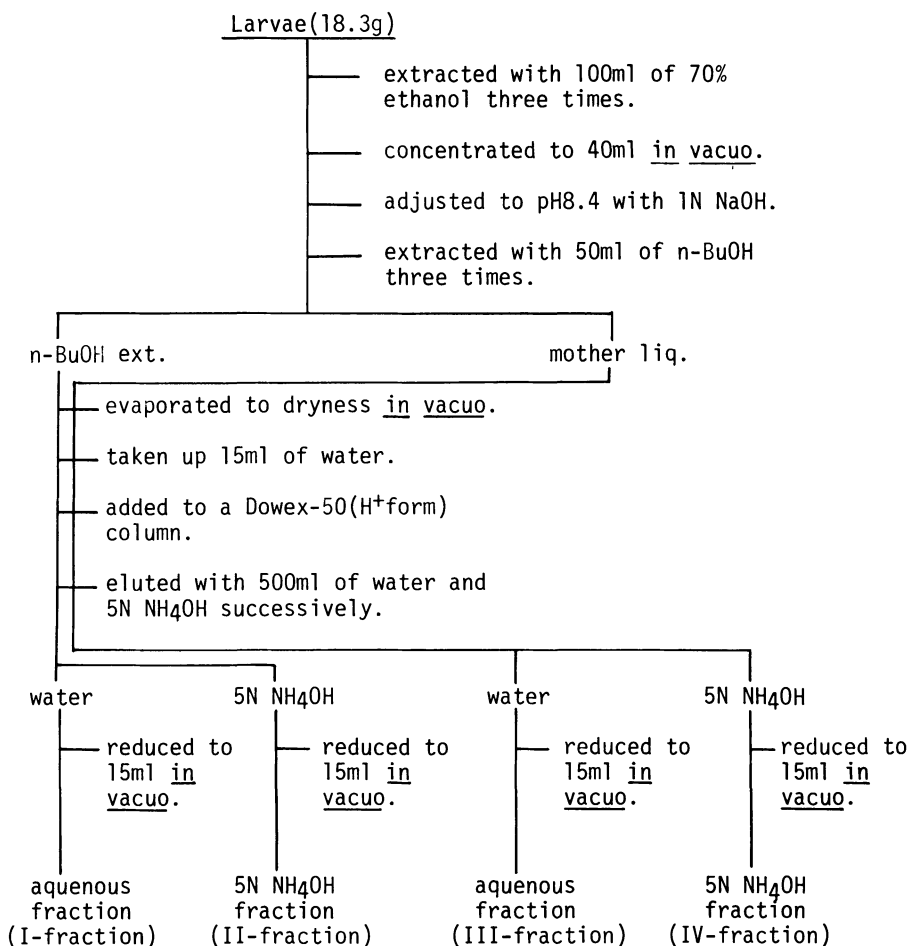 Larvae(18.3g)
extracted with 100ml of 70%
ethanol three times.
concentrated to 40ml in vacuo.
adjusted to pH8.4 with 1N NaOH.
extracted with 50ml of n-BuOH
three times.
n-BuOH ext.
mother liq.
evaporated to dryness in vacuo.
taken up 15ml of water.
added to a Dowex-50(H+form)
column.
eluted with 500ml of water and
5N NH4OH successively.
water
5N NH4OH
water
5N NH4OH
reduced to
15ml in
vacuo.
reduced to
15ml in
vacuo.
reduced to
15ml in
vacuo.
reduced to
15ml in
vacuo.
aquenous
fraction
(I-fraction)
5N NH4OH
fraction
(II-fraction)
aquenous
fraction
(III-fraction)
5N NH4OH
fraction
(IV-fraction)